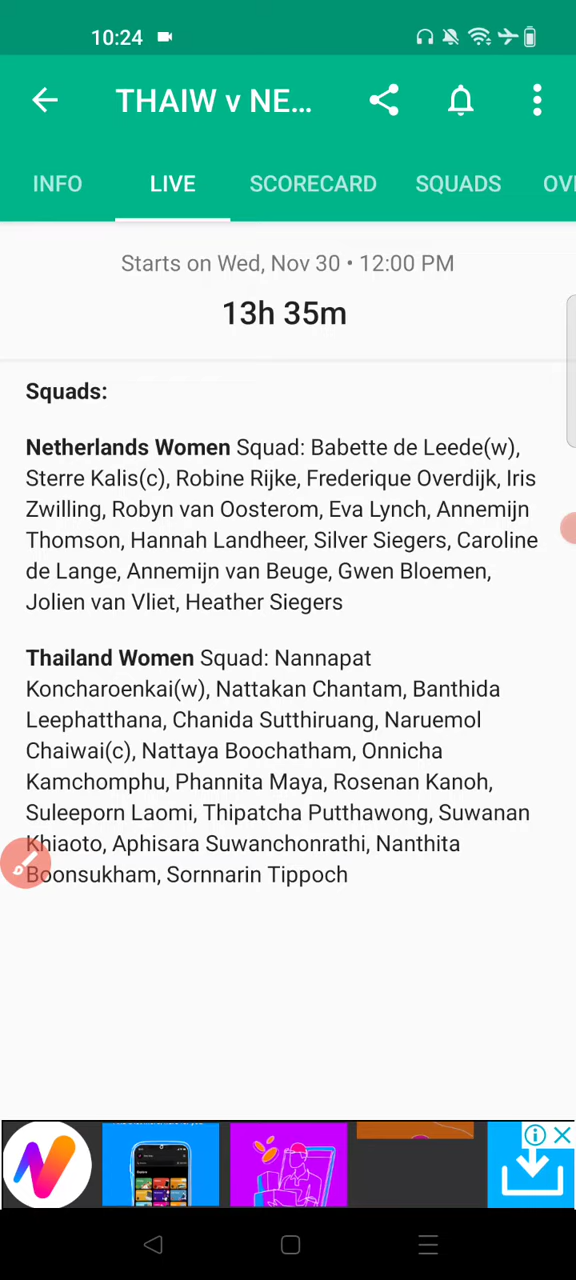 10:24
THAIW v NE...
INFO
LIVE
SCORECARD
SQUADS
OVI
Starts on Wed, Nov 30 • 12:00 PM
13h 35m
Squads:
Netherlands Women Squad: Babette de Leede(w),
Sterre Kalis(c), Robine Rijke, Frederique Overdijk, Iris
Zwilling, Robyn van Oosterom, Eva Lynch, Annemijn
Thomson, Hannah Landheer, Silver Siegers, Caroline
de Lange, Annemijn van Beuge, Gwen Bloemen,
Jolien van Vliet, Heather Siegers
Thailand Women Squad: Nannapat
Koncharoenkai(w), Nattakan Chantam, Banthida
Leephatthana, Chanida Sutthiruang, Naruemol
Chaiwai(c), Nattaya Boochatham, Onnicha
Kamchomphu, Phannita Maya, Rosenan Kanoh,
Suleeporn Laomi, Thipatcha Putthawong, Suwanan
Khiaoto, Aphisara Suwanchonrathi, Nanthita
Boonsukham, Sornnarin Tippoch